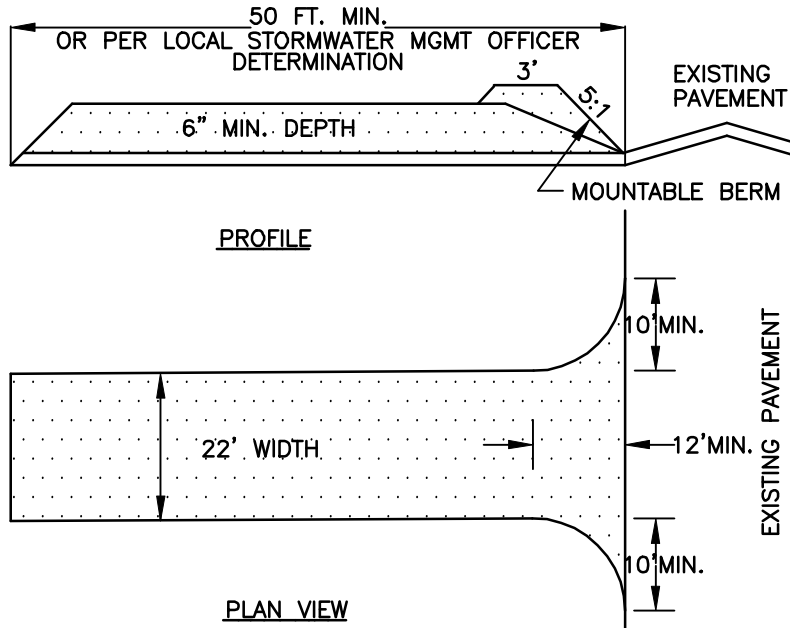 50 FT. MIN.
OR PER LOCAL STORMWATER MGMT OFFICER
DETERMINATION
3'
5:1
EXISTING
PAVEMENT
6" MIN. DEPTH
MOUNTABLE BERM
PROFILE
10'MIN.
22' WIDTH
12'MIN.
EXISTING PAVEMENT
10'MIN.
PLAN VIEW